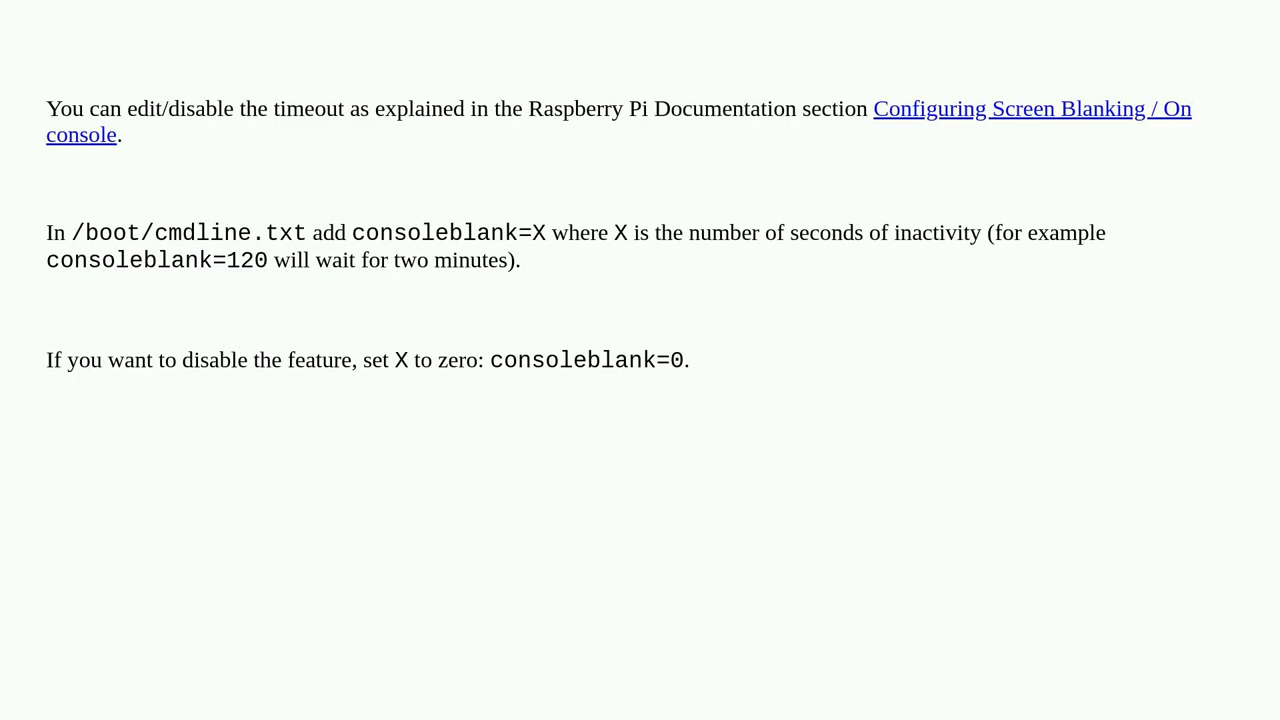 You can edit/disable the timeout as explained in the Raspberry Pi Documentation section Configuring Screen Blanking / On
console.
In /boot/cmdline.txt add consoleblank=X where X is the number of seconds of inactivity (for example
consoleblank=120 will wait for two minutes).
If you want to disable the feature, set X to zero: consoleblank=0.